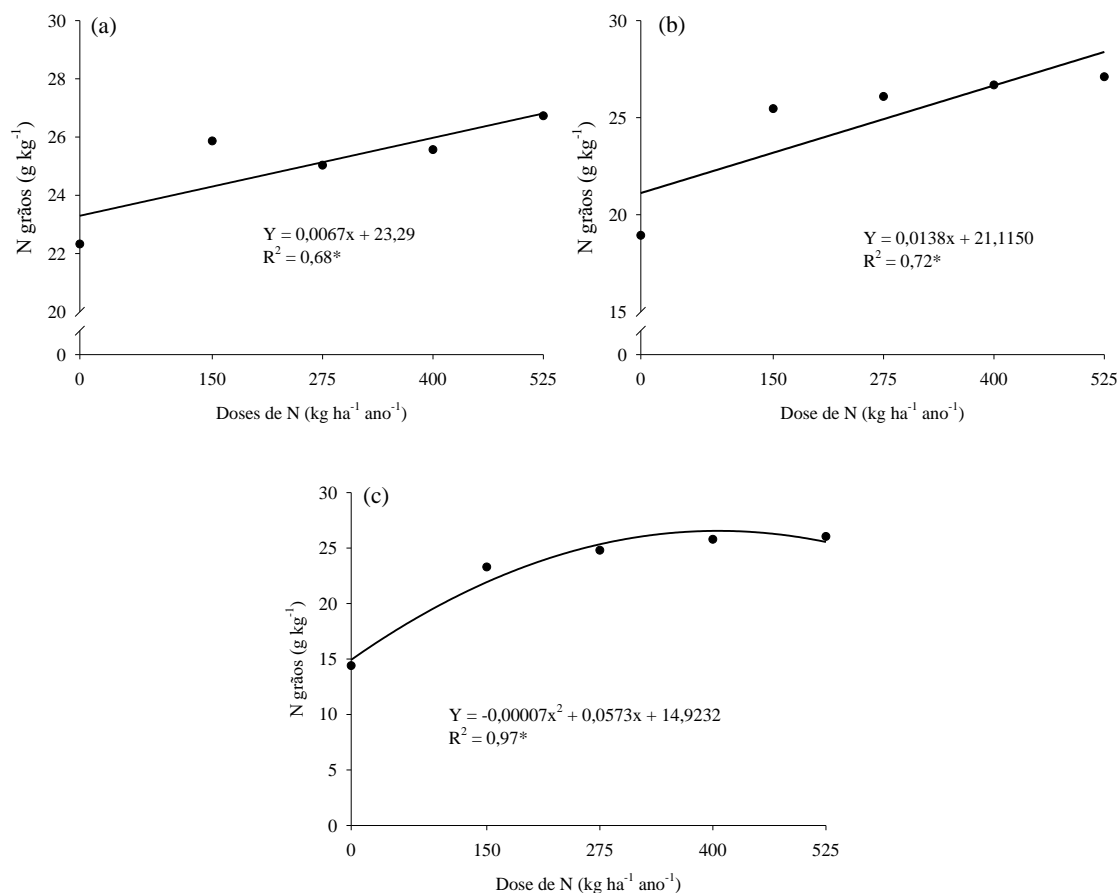 (a)
30
28
26
24
22
20
0
N grãos (g kg-1)
Y = 0,0067x + 23,29
R2 = 0,68*
0 150 275 400 525
Doses de N (kg ha-1 ano-1)
(b)
30
25
20
15
0
N grãos (g kg-1)
Y = 0,0138x + 21,1150
R2 = 0,72*
0 150 275 400 525
Dose de N (kg ha-1 ano-1)
(c)
30
25
20
15
10
5
0
N grãos (g kg-1)
Y = -0,00007x2 + 0,0573x + 14,9232
R2 = 0,97*
0 150 275 400 525
Dose de N (kg ha-1 ano-1)